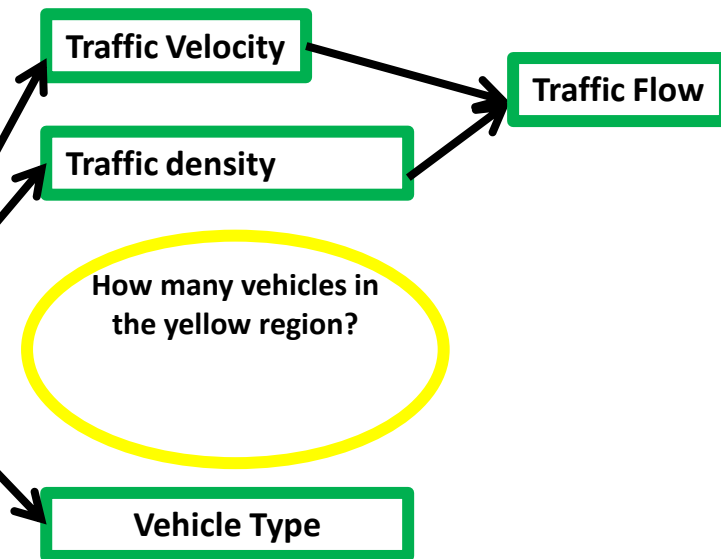 Traffic Velocity
Traffic Flow
Traffic density
How many vehicles in
the yellow region?
Vehicle Type